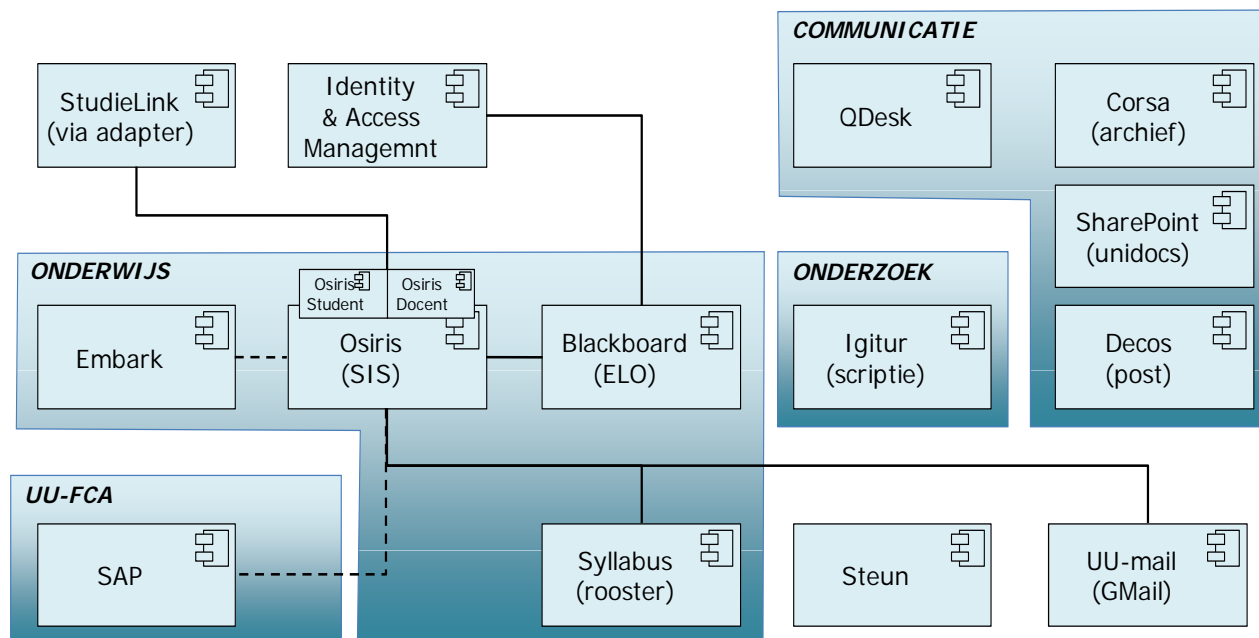 COMMUNICATIE
StudieLink
(via adapter)
Identity
& Access
Managemnt
QDesk
Corsa
(archief)
SharePoint
(unidocs)
ONDERWIJS
Osiris
Student
Osiris
Docent
ONDERZOEK
Embark
Osiris
(SIS)
Blackboard
(ELO)
Igitur
(scriptie)
Decos
(post)
UU-FCA
SAP
Syllabus
(rooster)
Steun
UU-mail
(GMail)